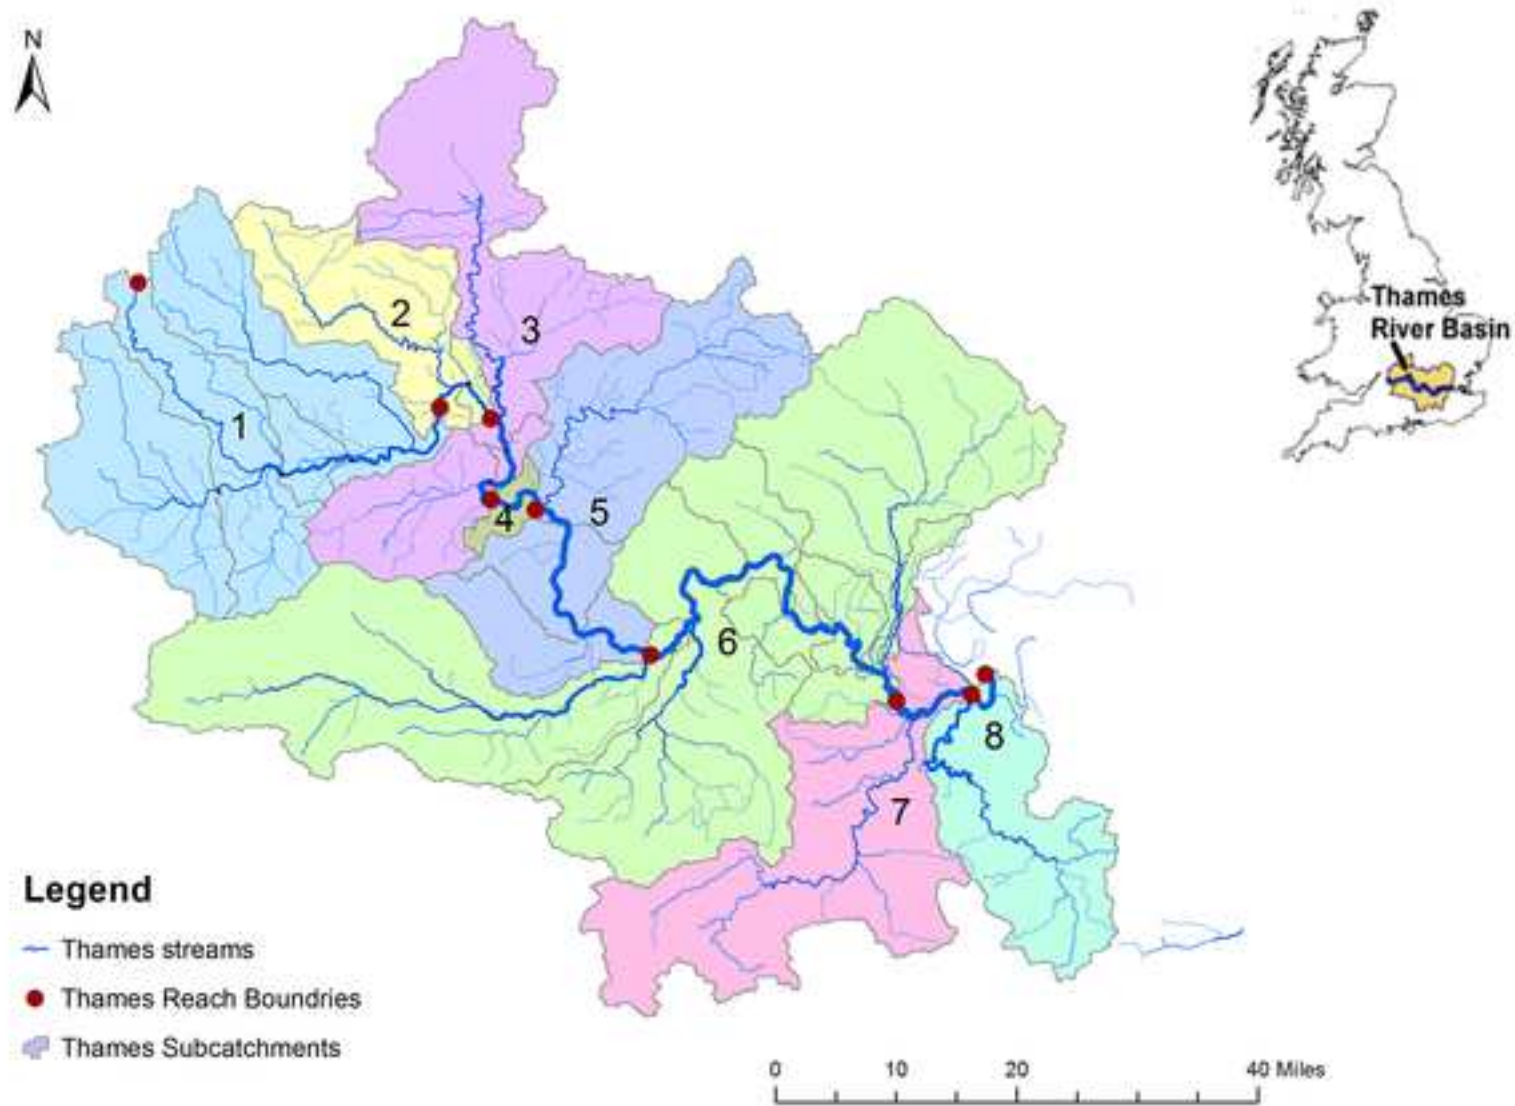 N
Thames
River Basin
1
2
3
4
5
6
7
8
Legend
Thames streams
Thames Reach Boundries
Thames Subcatchments
0 10 20 40 Miles